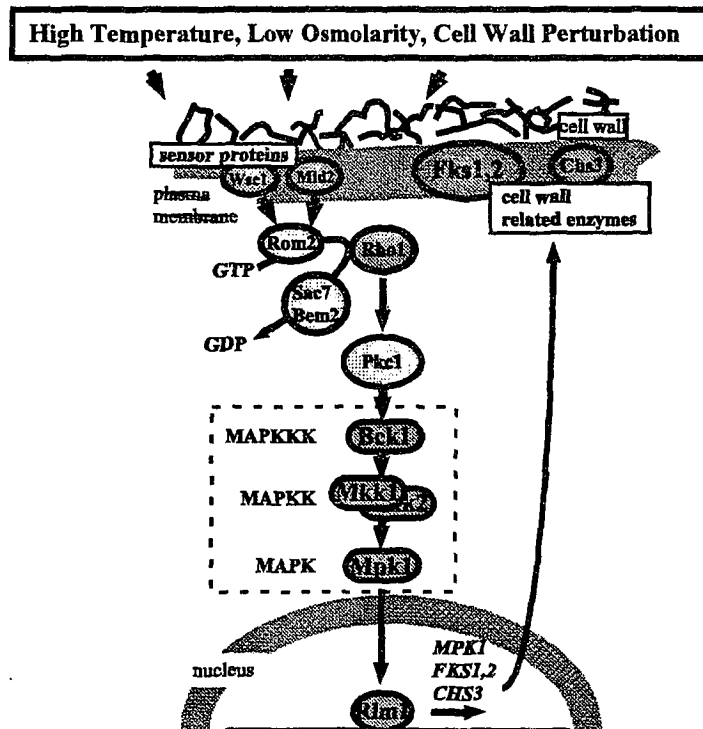 High Temperature, Low Osmolarity, Cell Wall Perturbation
cell wall
sensor proteins
Wsc1
Mid2
Fks1,2
Chs3
plasma
membrane
cell wall
related enzymes
Rom2
Rho1
GTP
Sac7
Bem2
GDP
Pkc1
MAPKKK
Bck1
MAPKK
Mkk1
MAPK
Mpk1
nucleus
MPK1
FKS1,2
CHS3
Rlm1